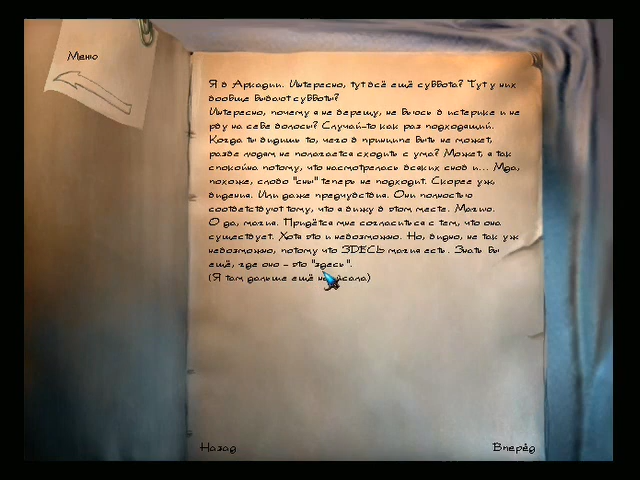 Меню
Я в Аркадии. Интересно, тут всё ещё суббота? Тут у них
вообще бывают субботы?
Интересно, почему я не верещу, не бьюсь в истерике и не
рву на себе волосы? Случай-то как раз подходящий.
Когда ты видишь то, чего в принципе быть не может,
разве людям не полагается сходить с ума? Может, я так
спокойна потому, что насмотрелась всяких снов и... Мда,
похоже, слово "сны" теперь не подходит. Скорее уж,
видения. Или даже предчувствия. Они полностью
соответствуют тому, что я вижу в этом месте. Магию.
О да, магия. Придётся мне согласиться с тем, что она
существует. Хотя это и невозможно. Но, видно, не так уж
невозможно, потому что ЗДЕСЬ магия есть. Знать бы
ещё, где оно - это "здесь".
(Я там дальше ещё писала)
Назад
Вперёд